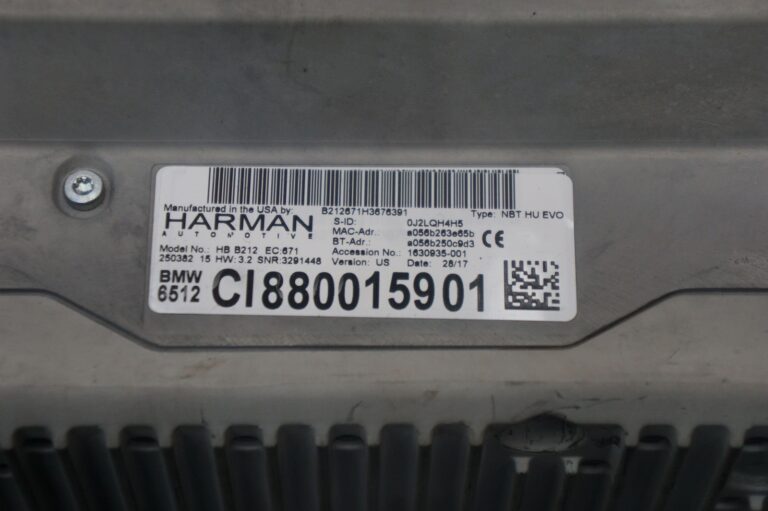 B212671H3676391
Manufactured in the USA by: Type: NBT HU EVO
HARMAN
AUTOMOTIVE
S-ID: 0J2LQH4H5
MAC-Adr.: a056b263e65b
BT-Adr.: a056b250c9d3 CE
Model No.: HB B212 EC:671 Accession No.: 1630935-001
250382 15 HW: 3.2 SNR:3291448 Version: US Date: 28/17
BMW
6512 CI880015901